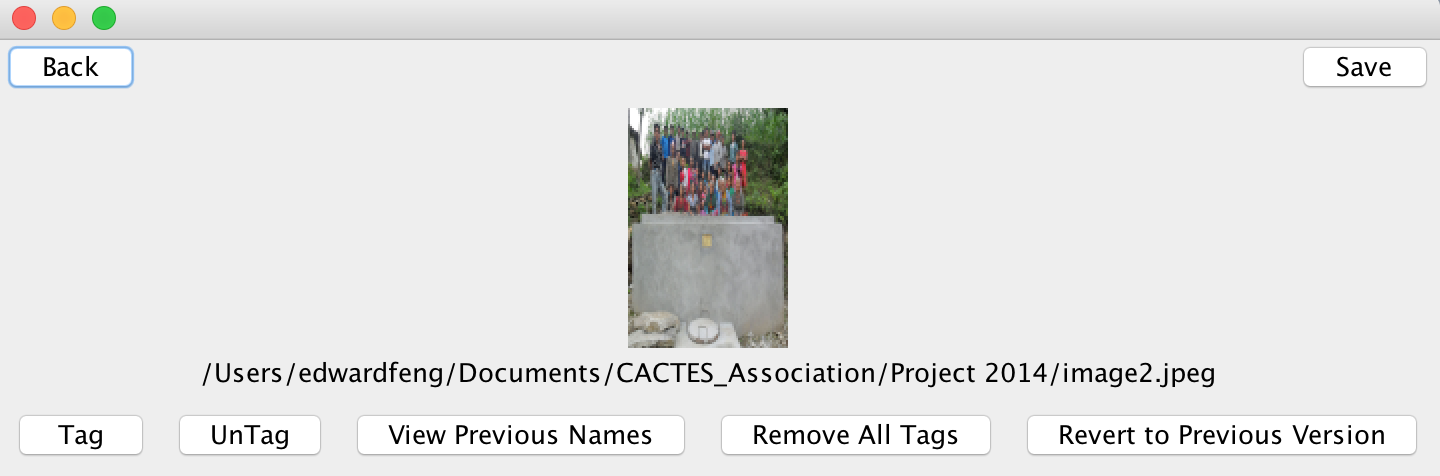 Back
Save
/Users/edwardfeng/Documents/CACTES_Association/Project 2014/image2.jpeg
Tag
UnTag
View Previous Names
Remove All Tags
Revert to Previous Version